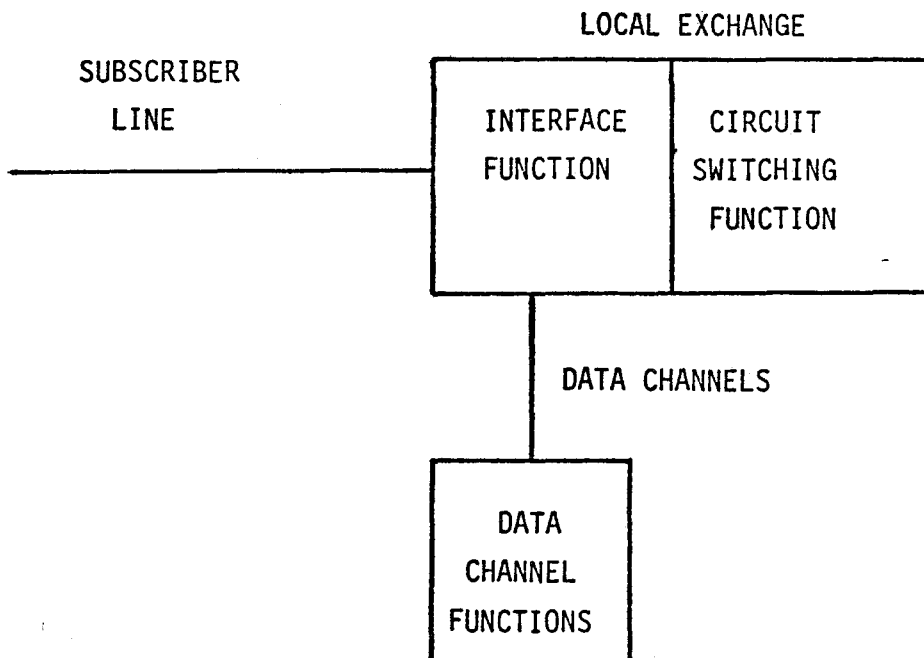 LOCAL EXCHANGE
SUBSCRIBER
LINE
INTERFACE
FUNCTION
CIRCUIT
SWITCHING
FUNCTION
DATA CHANNELS
DATA
CHANNEL
FUNCTIONS